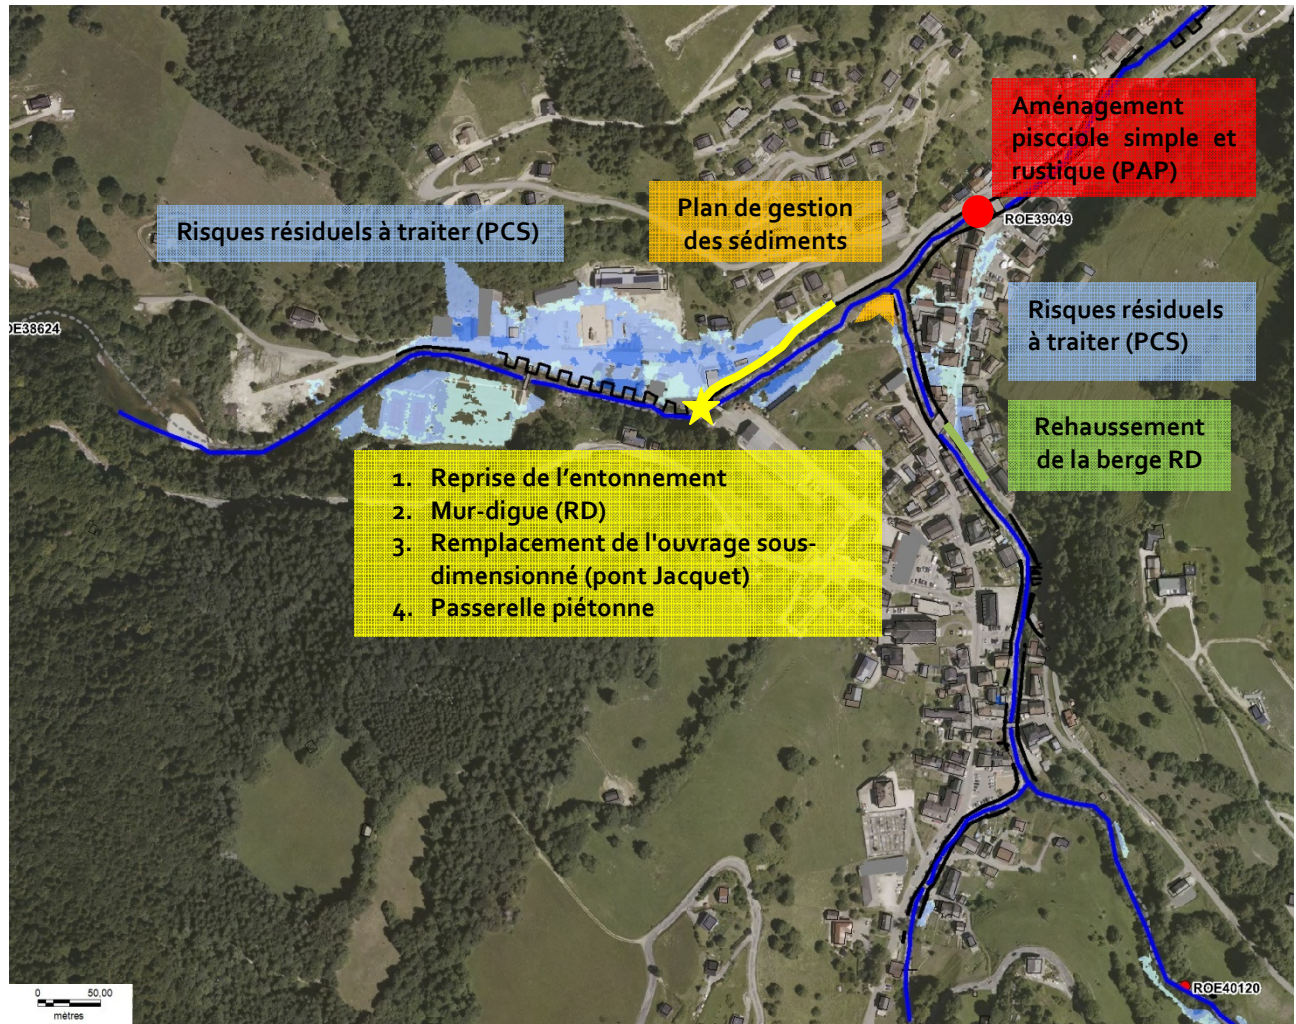 Aménagement
piscciole simple et
rustique (PAP)
Plan de gestion
des sédiments
Risques résiduels à traiter (PCS)
ROE39049
OE38624
Risques résiduels
à traiter (PCS)
Rehaussement
de la berge RD
1. Reprise de l'entonnement
2. Mur-digue (RD)
3. Remplacement de l'ouvrage sous-
dimensionné (pont Jacquet)
4. Passerelle piétonne
ROE40120
0 50,00
mètres